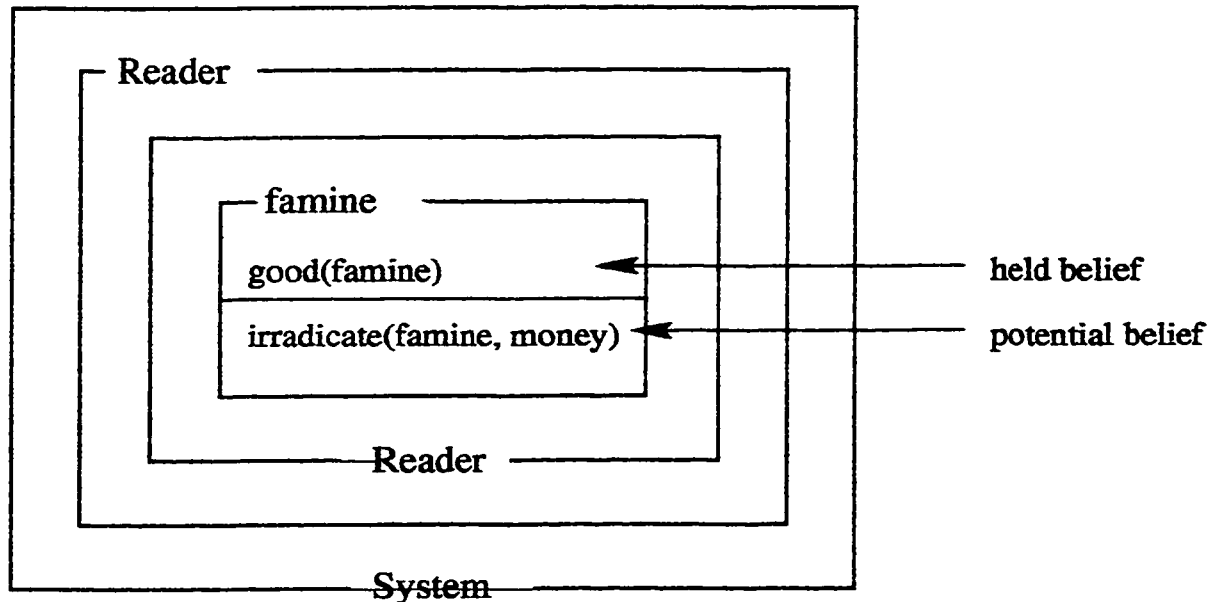 Reader
famine
good(famine)
held belief
irradicate(famine, money)
potential belief
Reader
System